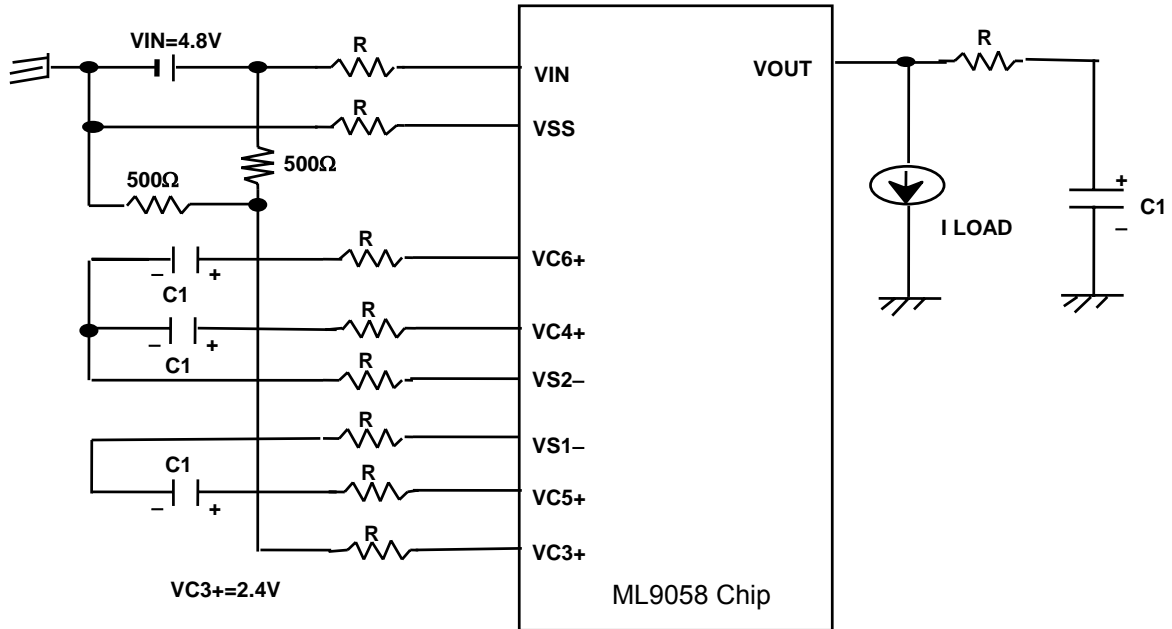 VIN=4.8V
R
VIN
VOUT
R
R
VSS
500Ω
500Ω
+
C1
–
I LOAD
R
VC6+
– +
C1
R
VC4+
– +
C1
R
VS2–
R
VS1–
C1
R
VC5+
– +
R
VC3+
VC3+=2.4V
ML9058 Chip